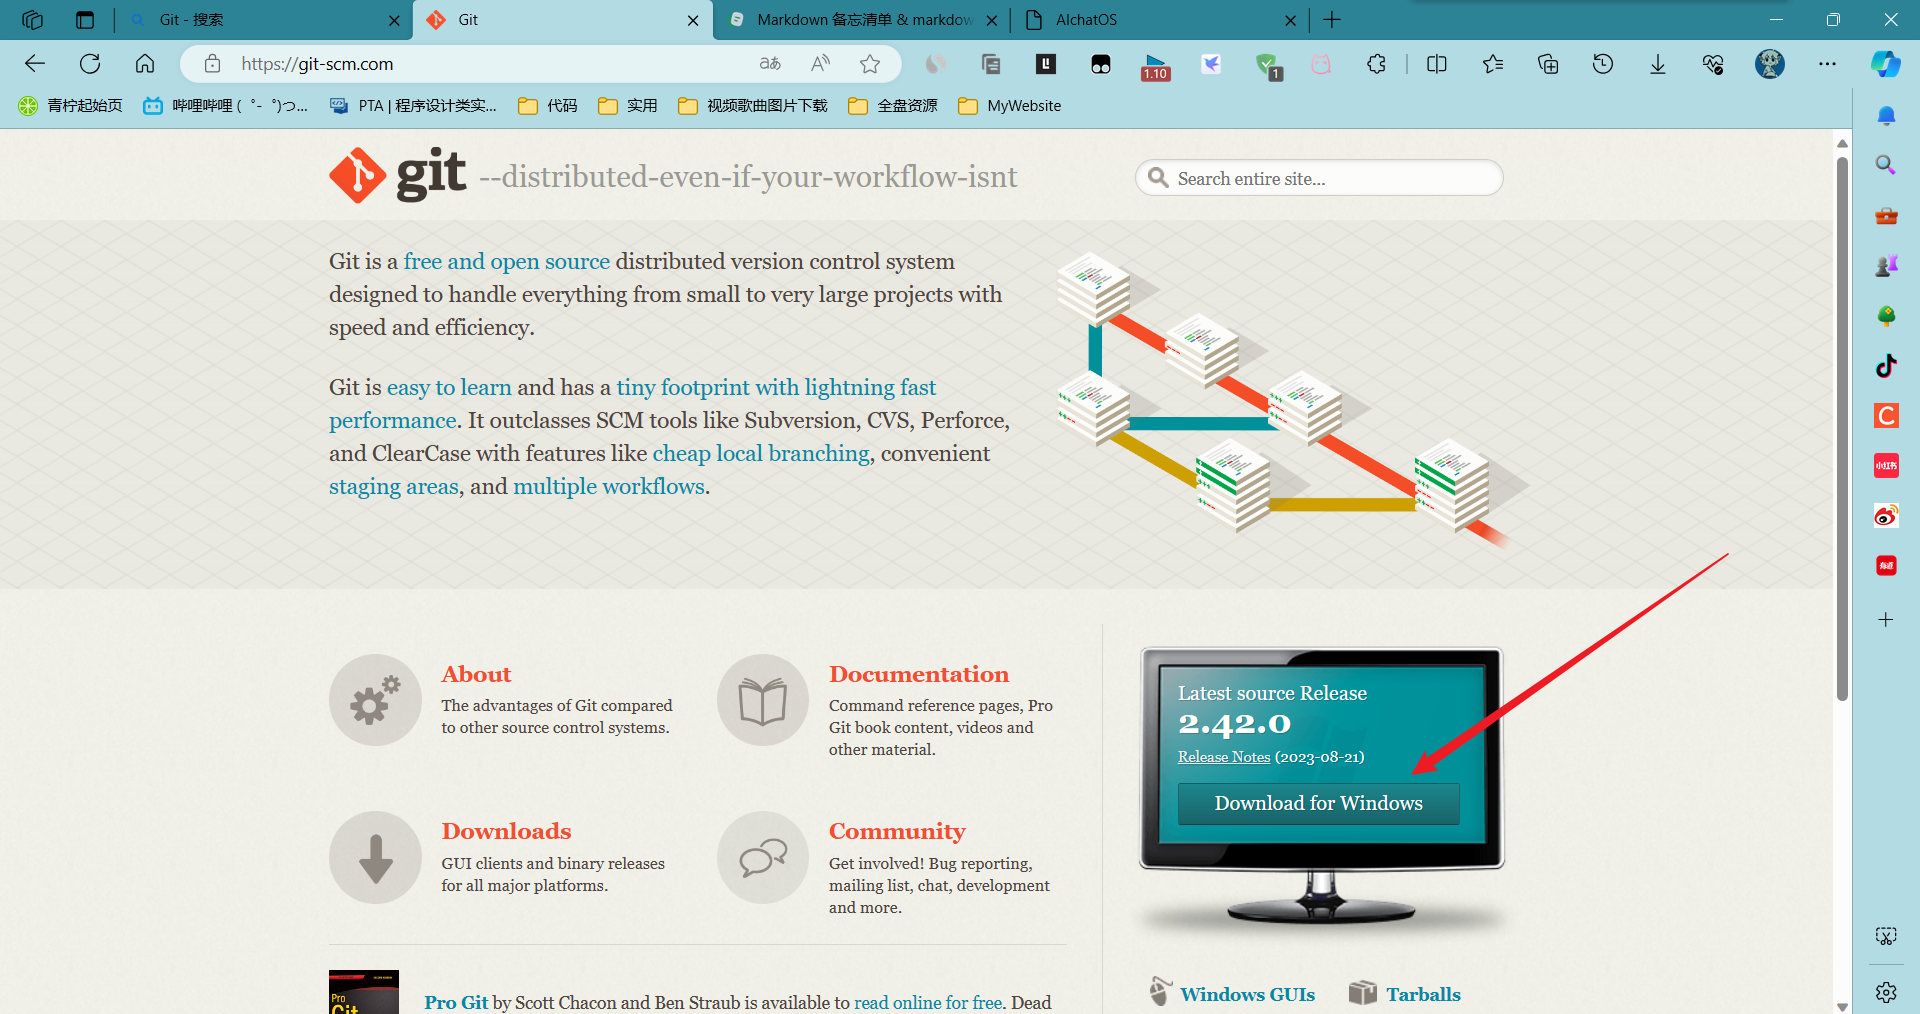 Git - 搜索
Git
Markdown 备忘清单 & markdow
AIchatOS
https://git-scm.com
1.10
1
青柠起始页
哔哩哔哩 ( ゜- ゜)つ...
PTA | 程序设计类实...
代码
实用
视频歌曲图片下载
全盘资源
MyWebsite
git --distributed-even-if-your-workflow-isnt
Search entire site...
Git is a free and open source distributed version control system
designed to handle everything from small to very large projects with
speed and efficiency.
Git is easy to learn and has a tiny footprint with lightning fast
performance. It outclasses SCM tools like Subversion, CVS, Perforce,
and ClearCase with features like cheap local branching, convenient
staging areas, and multiple workflows.
About
The advantages of Git compared
to other source control systems.
Documentation
Command reference pages, Pro
Git book content, videos and
other material.
Downloads
GUI clients and binary releases
for all major platforms.
Community
Get involved! Bug reporting,
mailing list, chat, development
and more.
Latest source Release
2.42.0
Release Notes (2023-08-21)
Download for Windows
Pro
Git
Pro Git by Scott Chacon and Ben Straub is available to read online for free. Dead
Windows GUIs
Tarballs
小红书